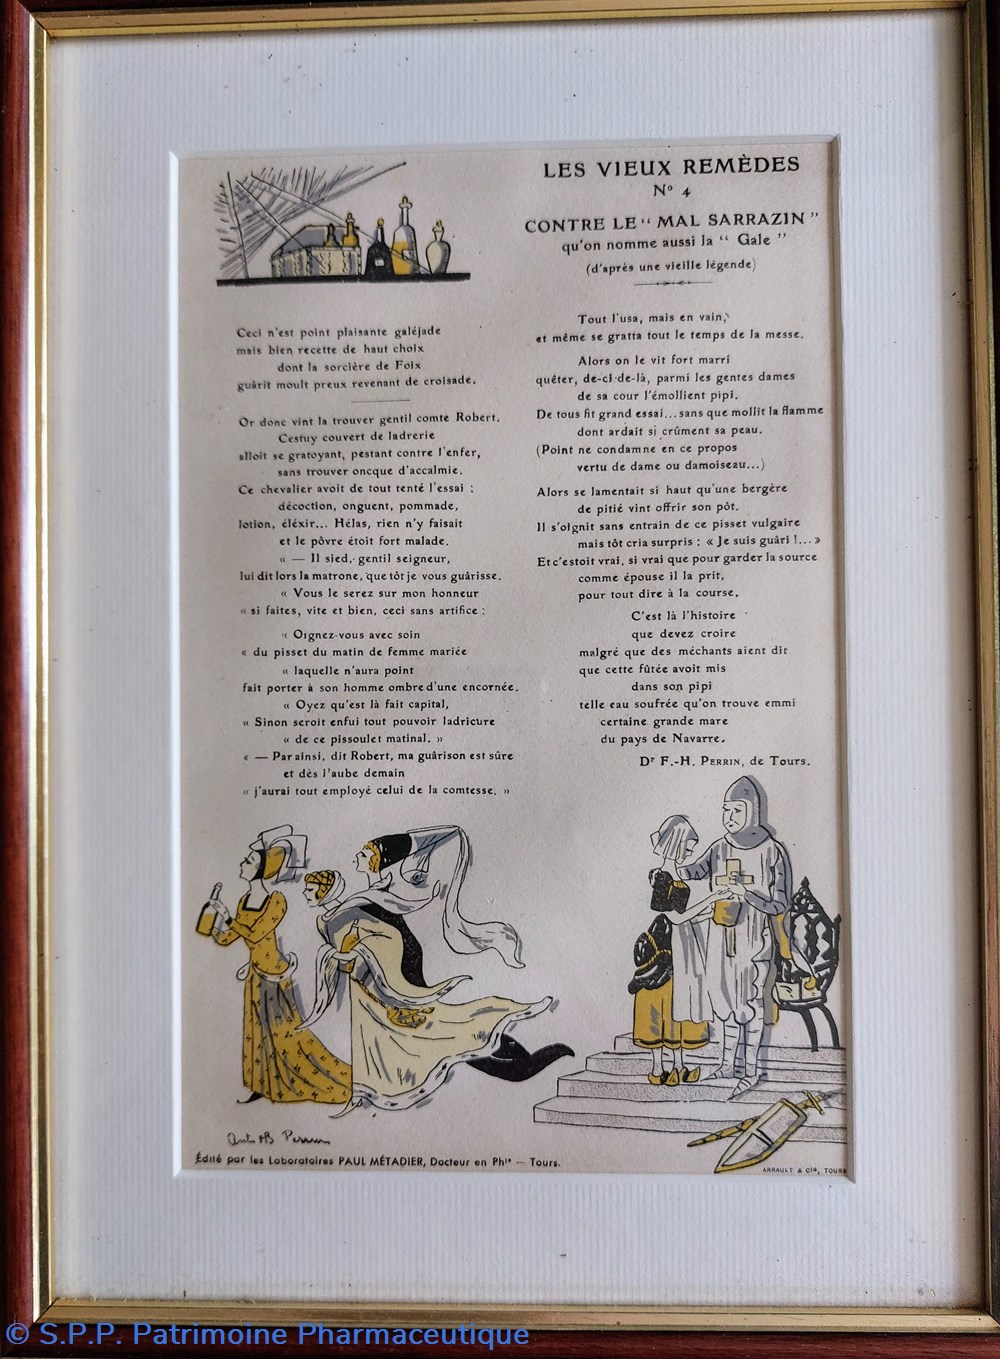 LES VIEUX REMÈDES
N° 4
CONTRE LE “ MAL SARRAZIN ”
qu'on nomme aussi la “ Gale ”
(d'après une vieille légende)
Ceci n'est point plaisante galéjade
mais bien recette de haut choix
dont la sorcière de Foix
guârit moult preux revenant de croisade.
Or donc vint la trouver gentil comte Robert,
Cestuy couvert de ladrerie
alloit se gratoyant, pestant contre l'enfer,
sans trouver oncque d'accalmie.
Ce chevalier avoit de tout tenté l'essai :
décoction, onguent, pommade,
lotion, éléxir... Hélas, rien n'y faisait
et le pôvre étoit fort malade.
« — Il sied, gentil seigneur,
lui dit lors la matrone, que tôt je vous guârisse.
« Vous le serez sur mon honneur
« si faites, vite et bien, ceci sans artifice :
« Oignez-vous avec soin
« du pisset du matin de femme mariée
« laquelle n'aura point
fait porter à son homme ombre d'une encornée.
« Oyez qu'est là fait capital,
« Sinon seroit enfui tout pouvoir ladricure
« de ce pissoulet matinal. »
« — Par ainsi, dit Robert, ma guârison est sûre
et dès l'aube demain
« j'aurai tout employé celui de la comtesse. »
Tout l'usa, mais en vain,
et même se gratta tout le temps de la messe.
Alors on le vit fort marri
quêter, de-ci de-là, parmi les gentes dames
de sa cour l'émollient pipi.
De tous fit grand essai... sans que mollît la flamme
dont ardait si crûment sa peau.
(Point ne condamne en ce propos
vertu de dame ou damoiseau...)
Alors se lamentait si haut qu'une bergère
de pitié vint offrir son pôt.
Il s'oignit sans entrain de ce pisset vulgaire
mais tôt cria surpris : « Je suis guâri !... »
Et c'estoit vrai, si vrai que pour garder la source
comme épouse il la prit,
pour tout dire à la course.
C'est là l'histoire
que devez croire
malgré que des méchants aient dit
que cette fûtée avoit mis
dans son pipi
telle eau soufrée qu'on trouve emmi
certaine grande mare
du pays de Navarre.
Dr F.-H. PERRIN, de Tours.
Édité par les Laboratoires PAUL MÉTADIER, Docteur en Phie — Tours.
ARRAULT & Cie, TOURS
© S.P.P. Patrimoine Pharmaceutique